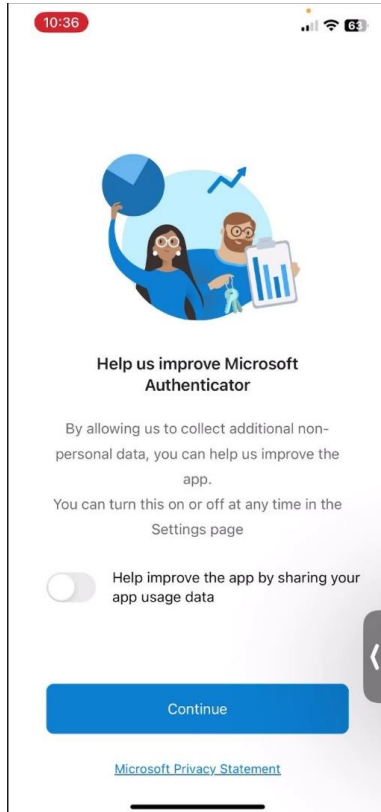 10:36
63
Help us improve Microsoft
Authenticator
By allowing us to collect additional non-
personal data, you can help us improve the
app.
You can turn this on or off at any time in the
Settings page
Help improve the app by sharing your
app usage data
Continue
Microsoft Privacy Statement